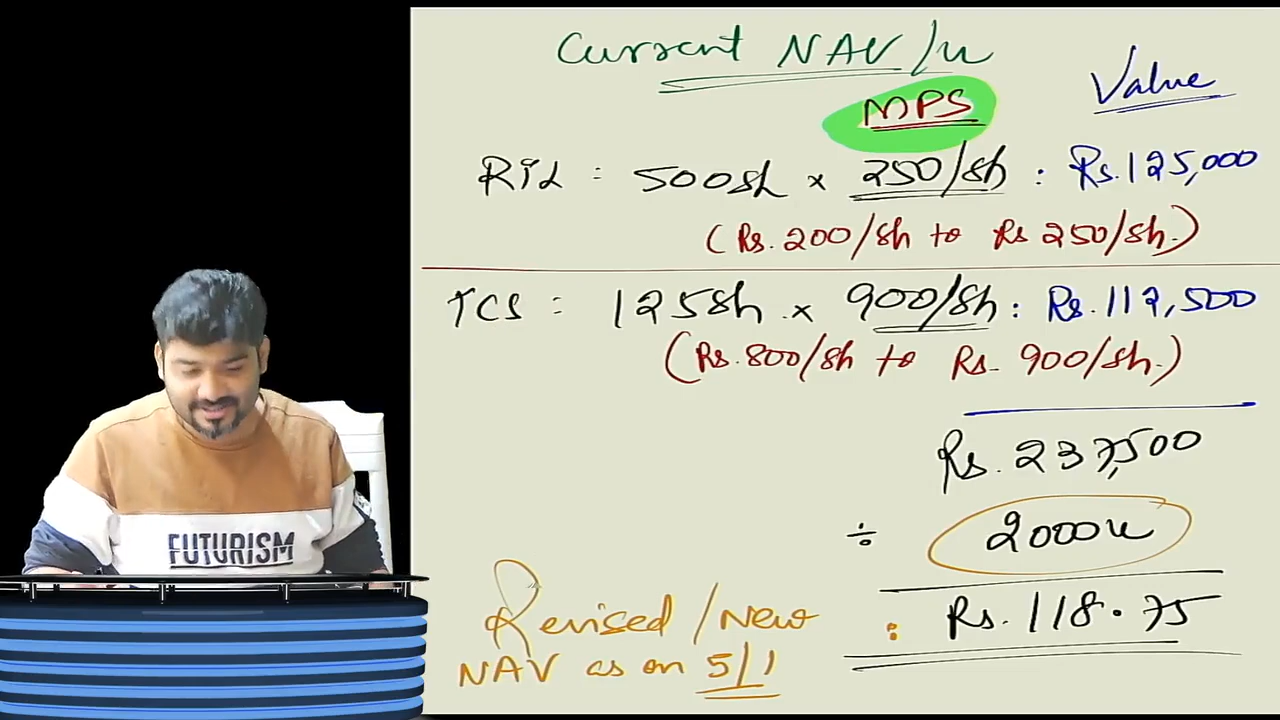 Current NAV/u
MPS
Value
RIL : 500sh × 250/sh : Rs.125,000
(Rs. 200/sh to Rs 250/sh.)
TCS = 125sh × 900/sh : Rs.112,500
(Rs.800/sh to Rs. 900/sh.)
Rs. 237,500
÷ 2000u
Revised/New : Rs. 118.75
NAV as on 5/1
FUTURISM